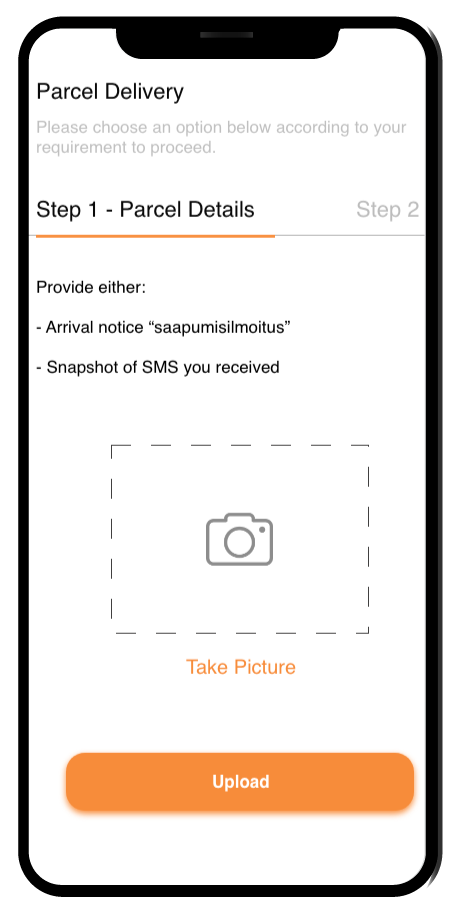 Parcel Delivery
Please choose an option below according to your
requirement to proceed.
Step 1 - Parcel Details
Step 2
Provide either:
- Arrival notice “saapumisilmoitus”
- Snapshot of SMS you received
Take Picture
Upload